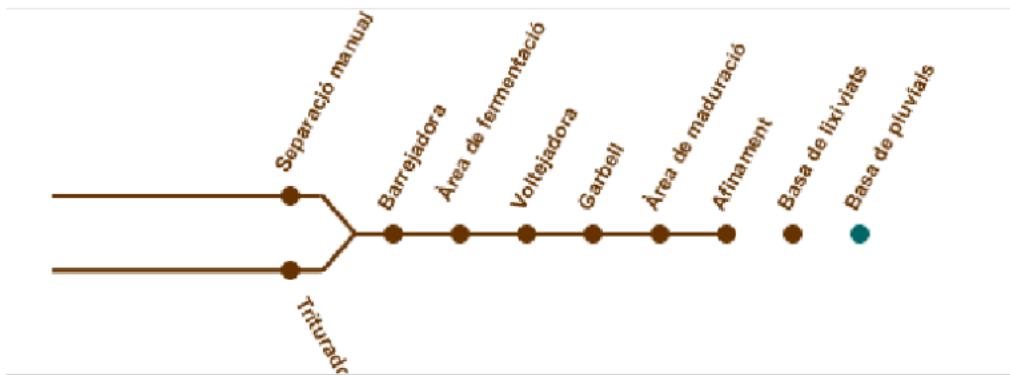 Separació manual
Barrejadora
Àrea de fermentació
Voltejadora
Garbell
Àrea de maduració
Afinament
Basa de lixiviats
Basa de pluvials